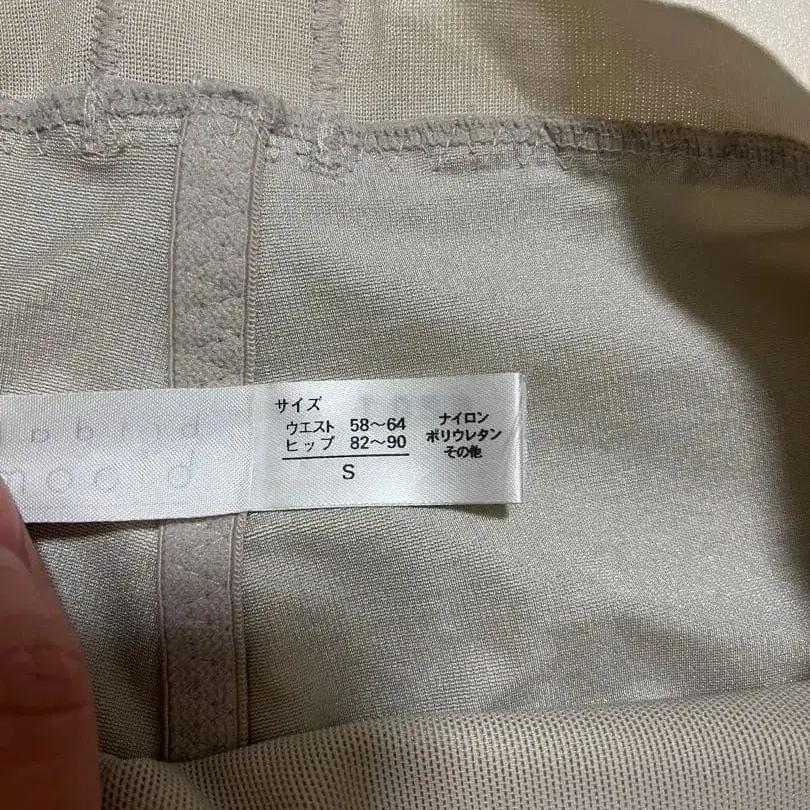 サイズ
ウエスト 58〜64
ヒップ 82〜90
S
ナイロン
ポリウレタン
その他